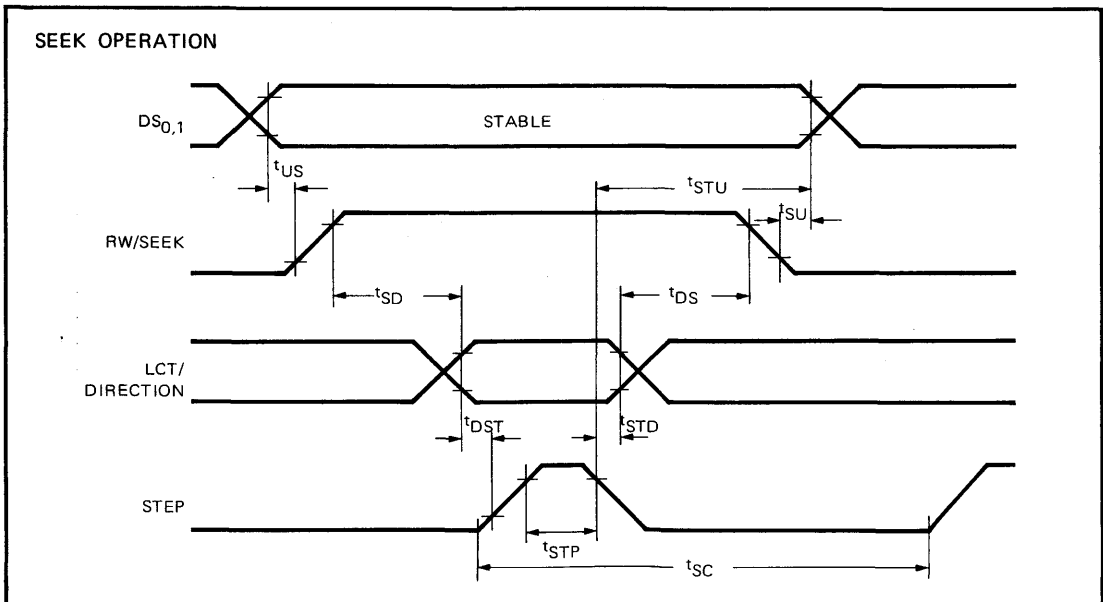 SEEK OPERATION
DS0,1
STABLE
tUS
tSTU
tSU
RW/SEEK
tSD
tDS
LCT/
DIRECTION
tDST
tSTD
STEP
tSTP
tSC